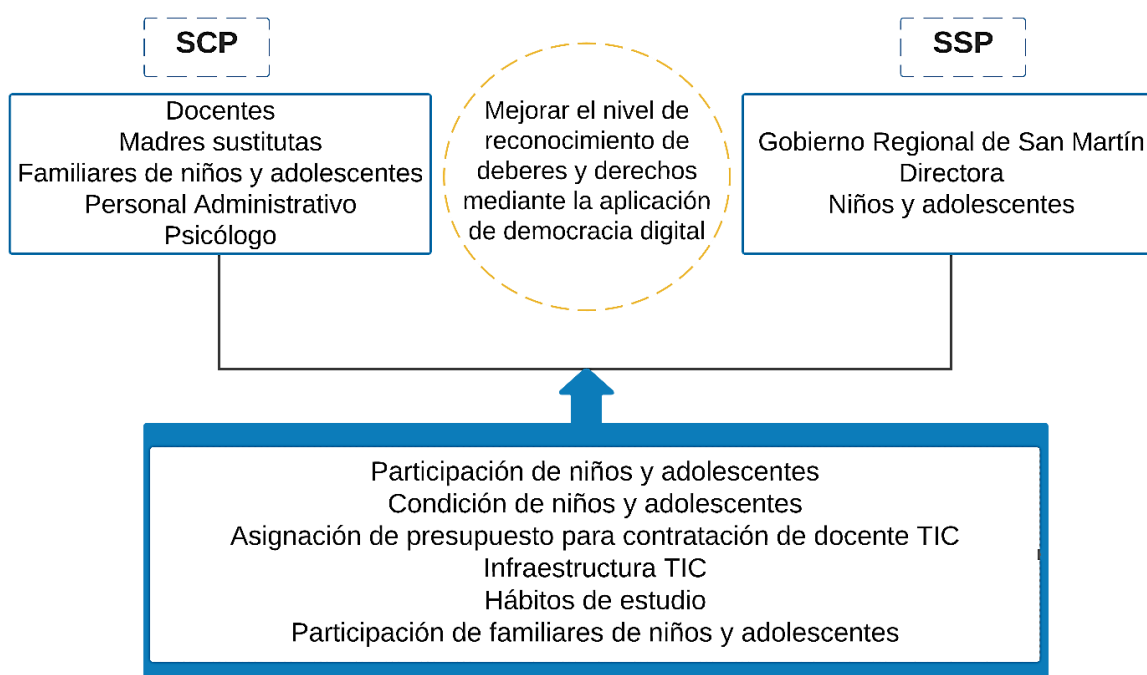 SCP
Docentes
Madres sustitutas
Familiares de niños y adolescentes
Personal Administrativo
Psicólogo
Mejorar el nivel de
reconocimiento de
deberes y derechos
mediante la aplicación
de democracia digital
SSP
Gobierno Regional de San Martín
Directora
Niños y adolescentes
Participación de niños y adolescentes
Condición de niños y adolescentes
Asignación de presupuesto para contratación de docente TIC
Infraestructura TIC
Hábitos de estudio
Participación de familiares de niños y adolescentes